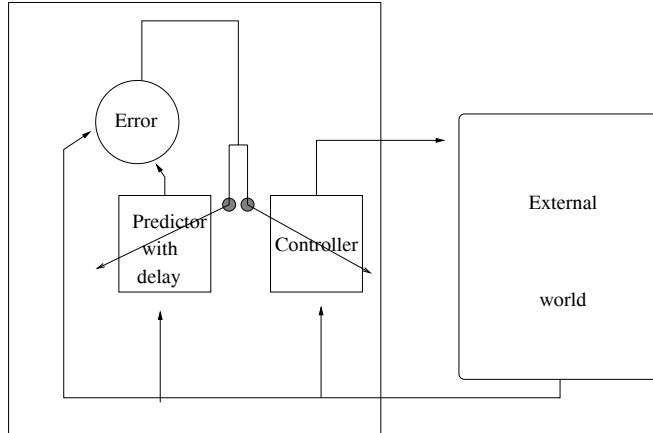 Error
Predictor
with
delay
Controller
External
world